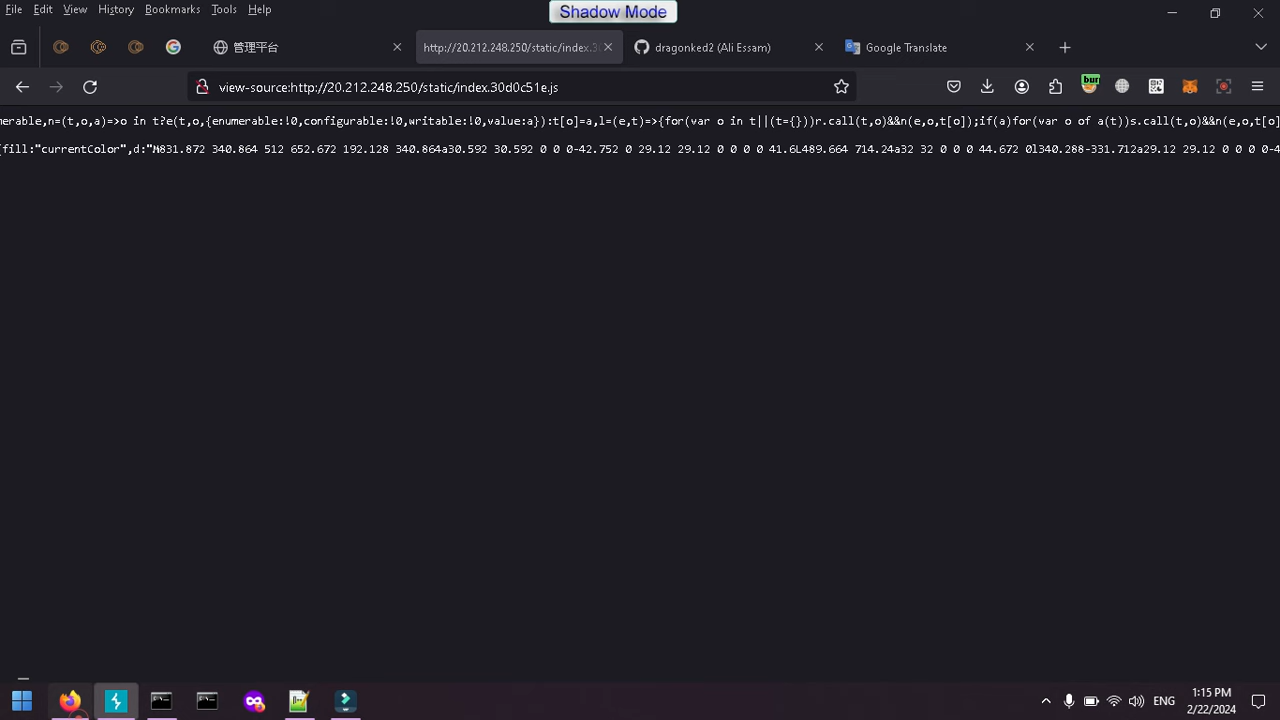 File Edit View History Bookmarks Tools Help
Shadow Mode
管理平台
http://20.212.248.250/static/index.30
dragonked2 (Ali Essam)
Google Translate
view-source:http://20.212.248.250/static/index.30d0c51e.js
bur
merable,n=(t,o,a)=>o in t?e(t,o,{enumerable:!0,configurable:!0,writable:!0,value:a}):t[o]=a,l=(e,t)=>{for(var o in t||(t={}))r.call(t,o)&&n(e,o,t[o]);if(a)for(var o of a(t))s.call(t,o)&&n(e,o,t
{fill:"currentColor",d:"M831.872 340.864 512 652.672 192.128 340.864a30.592 30.592 0 0 0-42.752 0 29.12 29.12 0 0 0 0 41.6L489.664 714.24a32 32 0 0 0 44.672 0l340.288-331.712a29.12 29.12 0 0 0 0-4
ENG
1:15 PM
2/22/2024